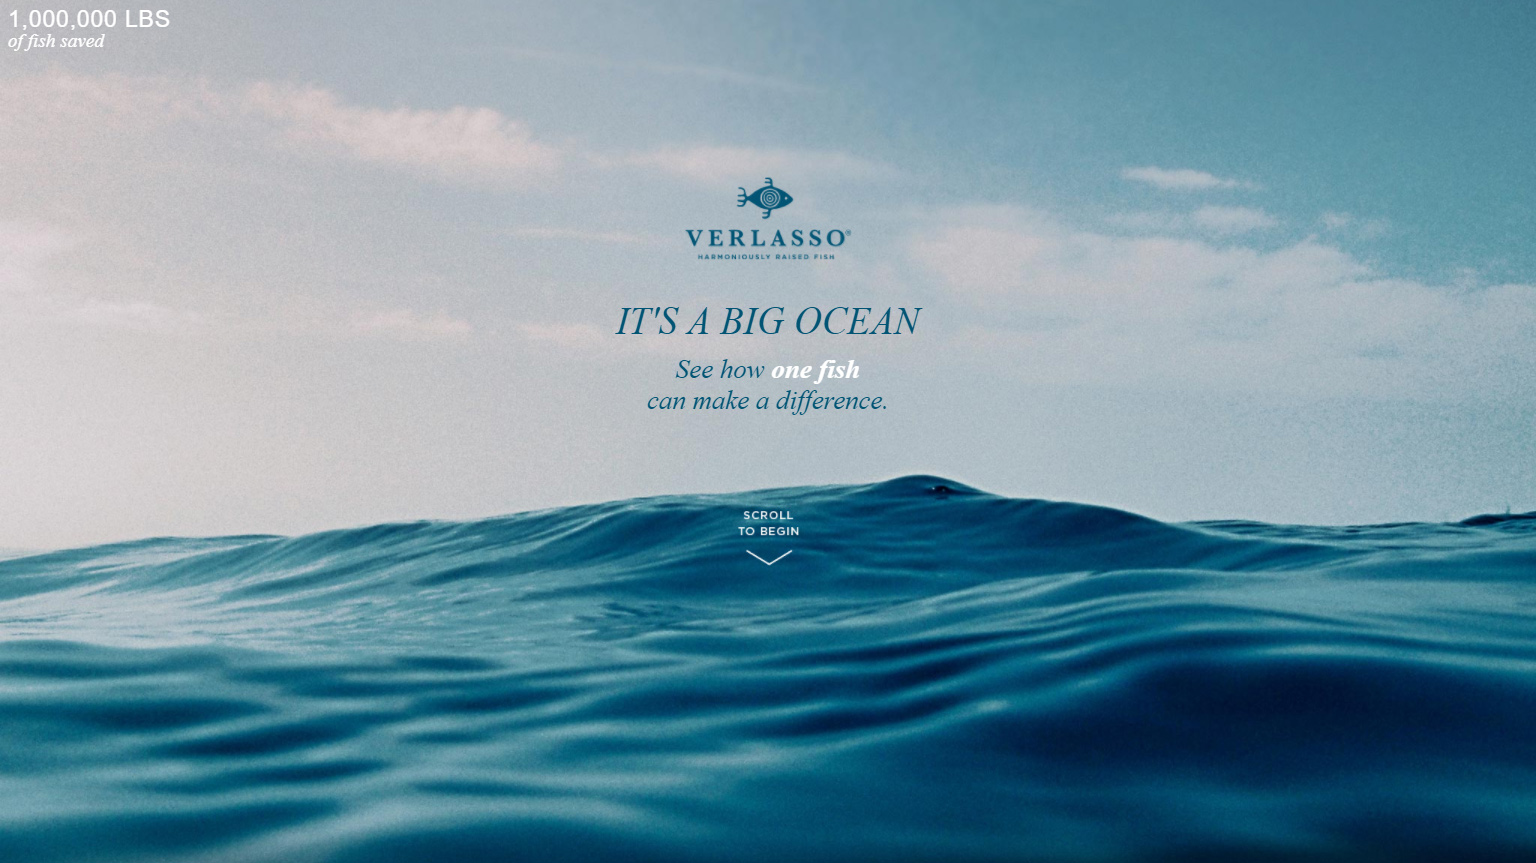 1,000,000 LBS
of fish saved
VERLASSO®
HARMONIOUSLY RAISED FISH
IT'S A BIG OCEAN
See how one fish
can make a difference.
SCROLL
TO BEGIN